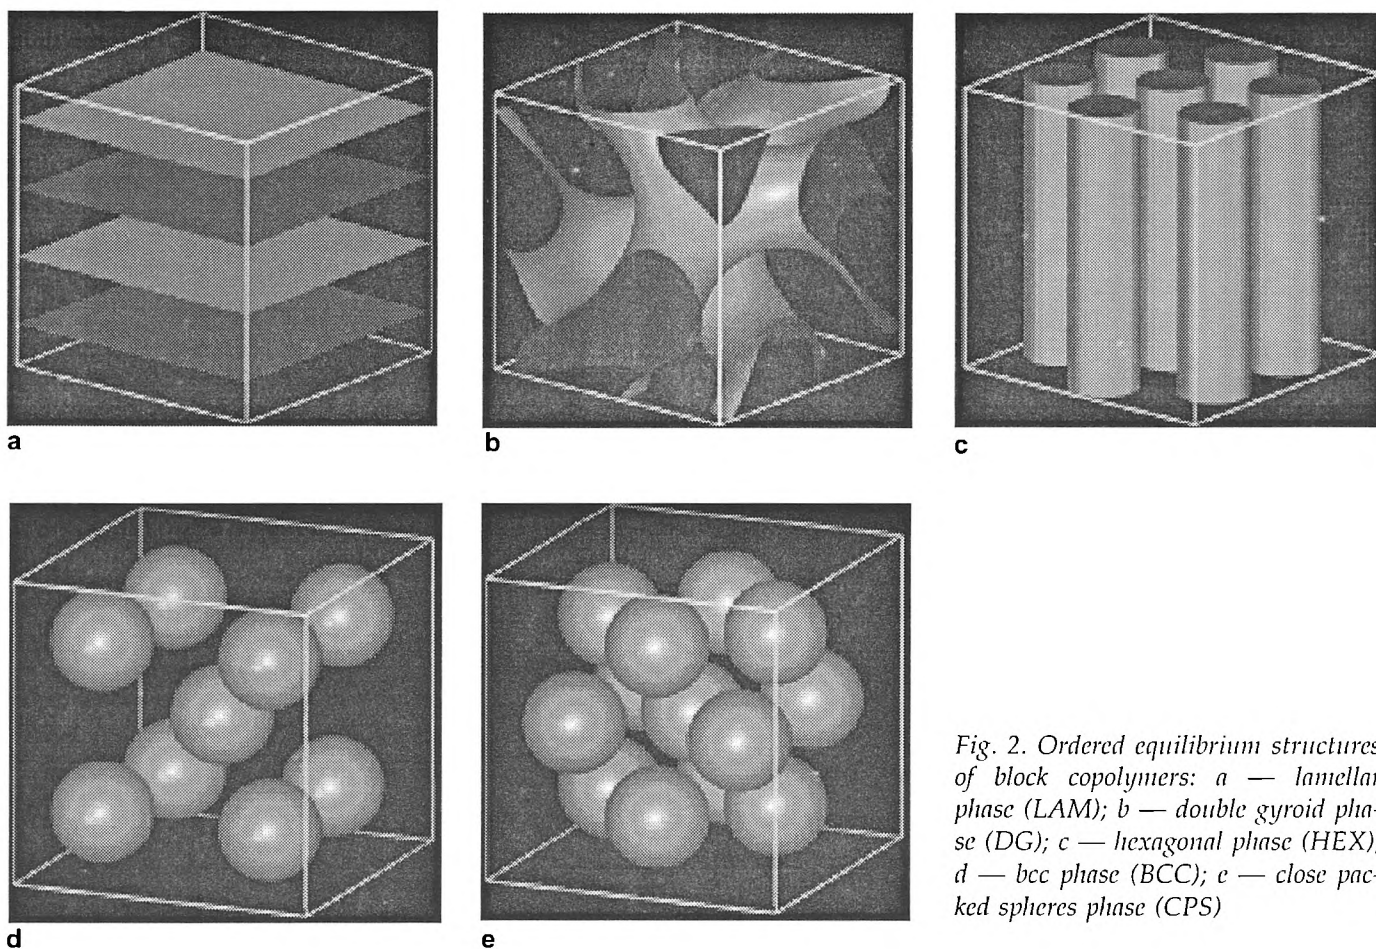 a
b
c
d
e
Fig. 2. Ordered equilibrium structures
of block copolymers: a — lamellar
phase (LAM); b — double gyroid pha-
se (DG); c — hexagonal phase (HEX);
d — bcc phase (BCC); e — close pac-
ked spheres phase (CPS)